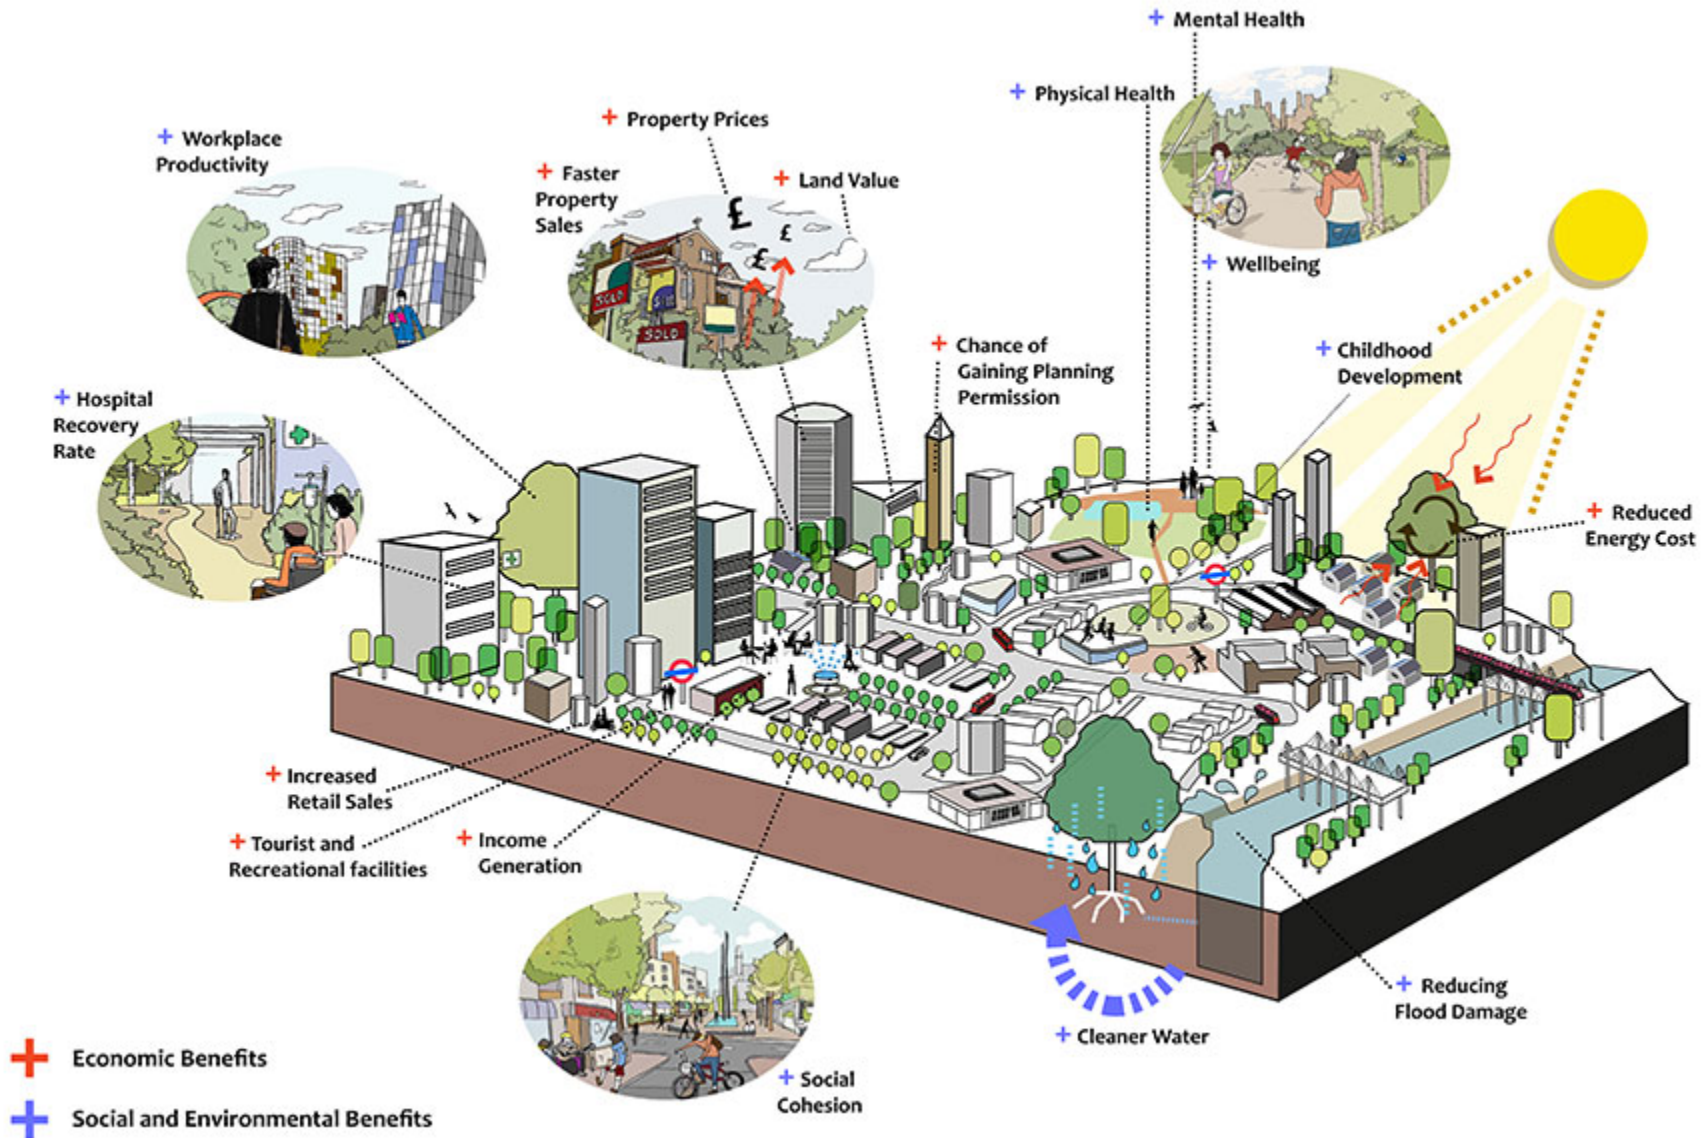 + Mental Health
+ Physical Health
+ Property Prices
+ Workplace
Productivity
+ Faster
Property
Sales
+ Land Value
£
£
£
SOLD
SOLD
+ Wellbeing
+ Chance of
Gaining Planning
Permission
+ Childhood
Development
+ Hospital
Recovery
Rate
+ Reduced
Energy Cost
+ Increased
Retail Sales
+ Tourist and
Recreational facilities
+ Income
Generation
+ Reducing
Flood Damage
+ Cleaner Water
+ Social
Cohesion
+ Economic Benefits
+ Social and Environmental Benefits